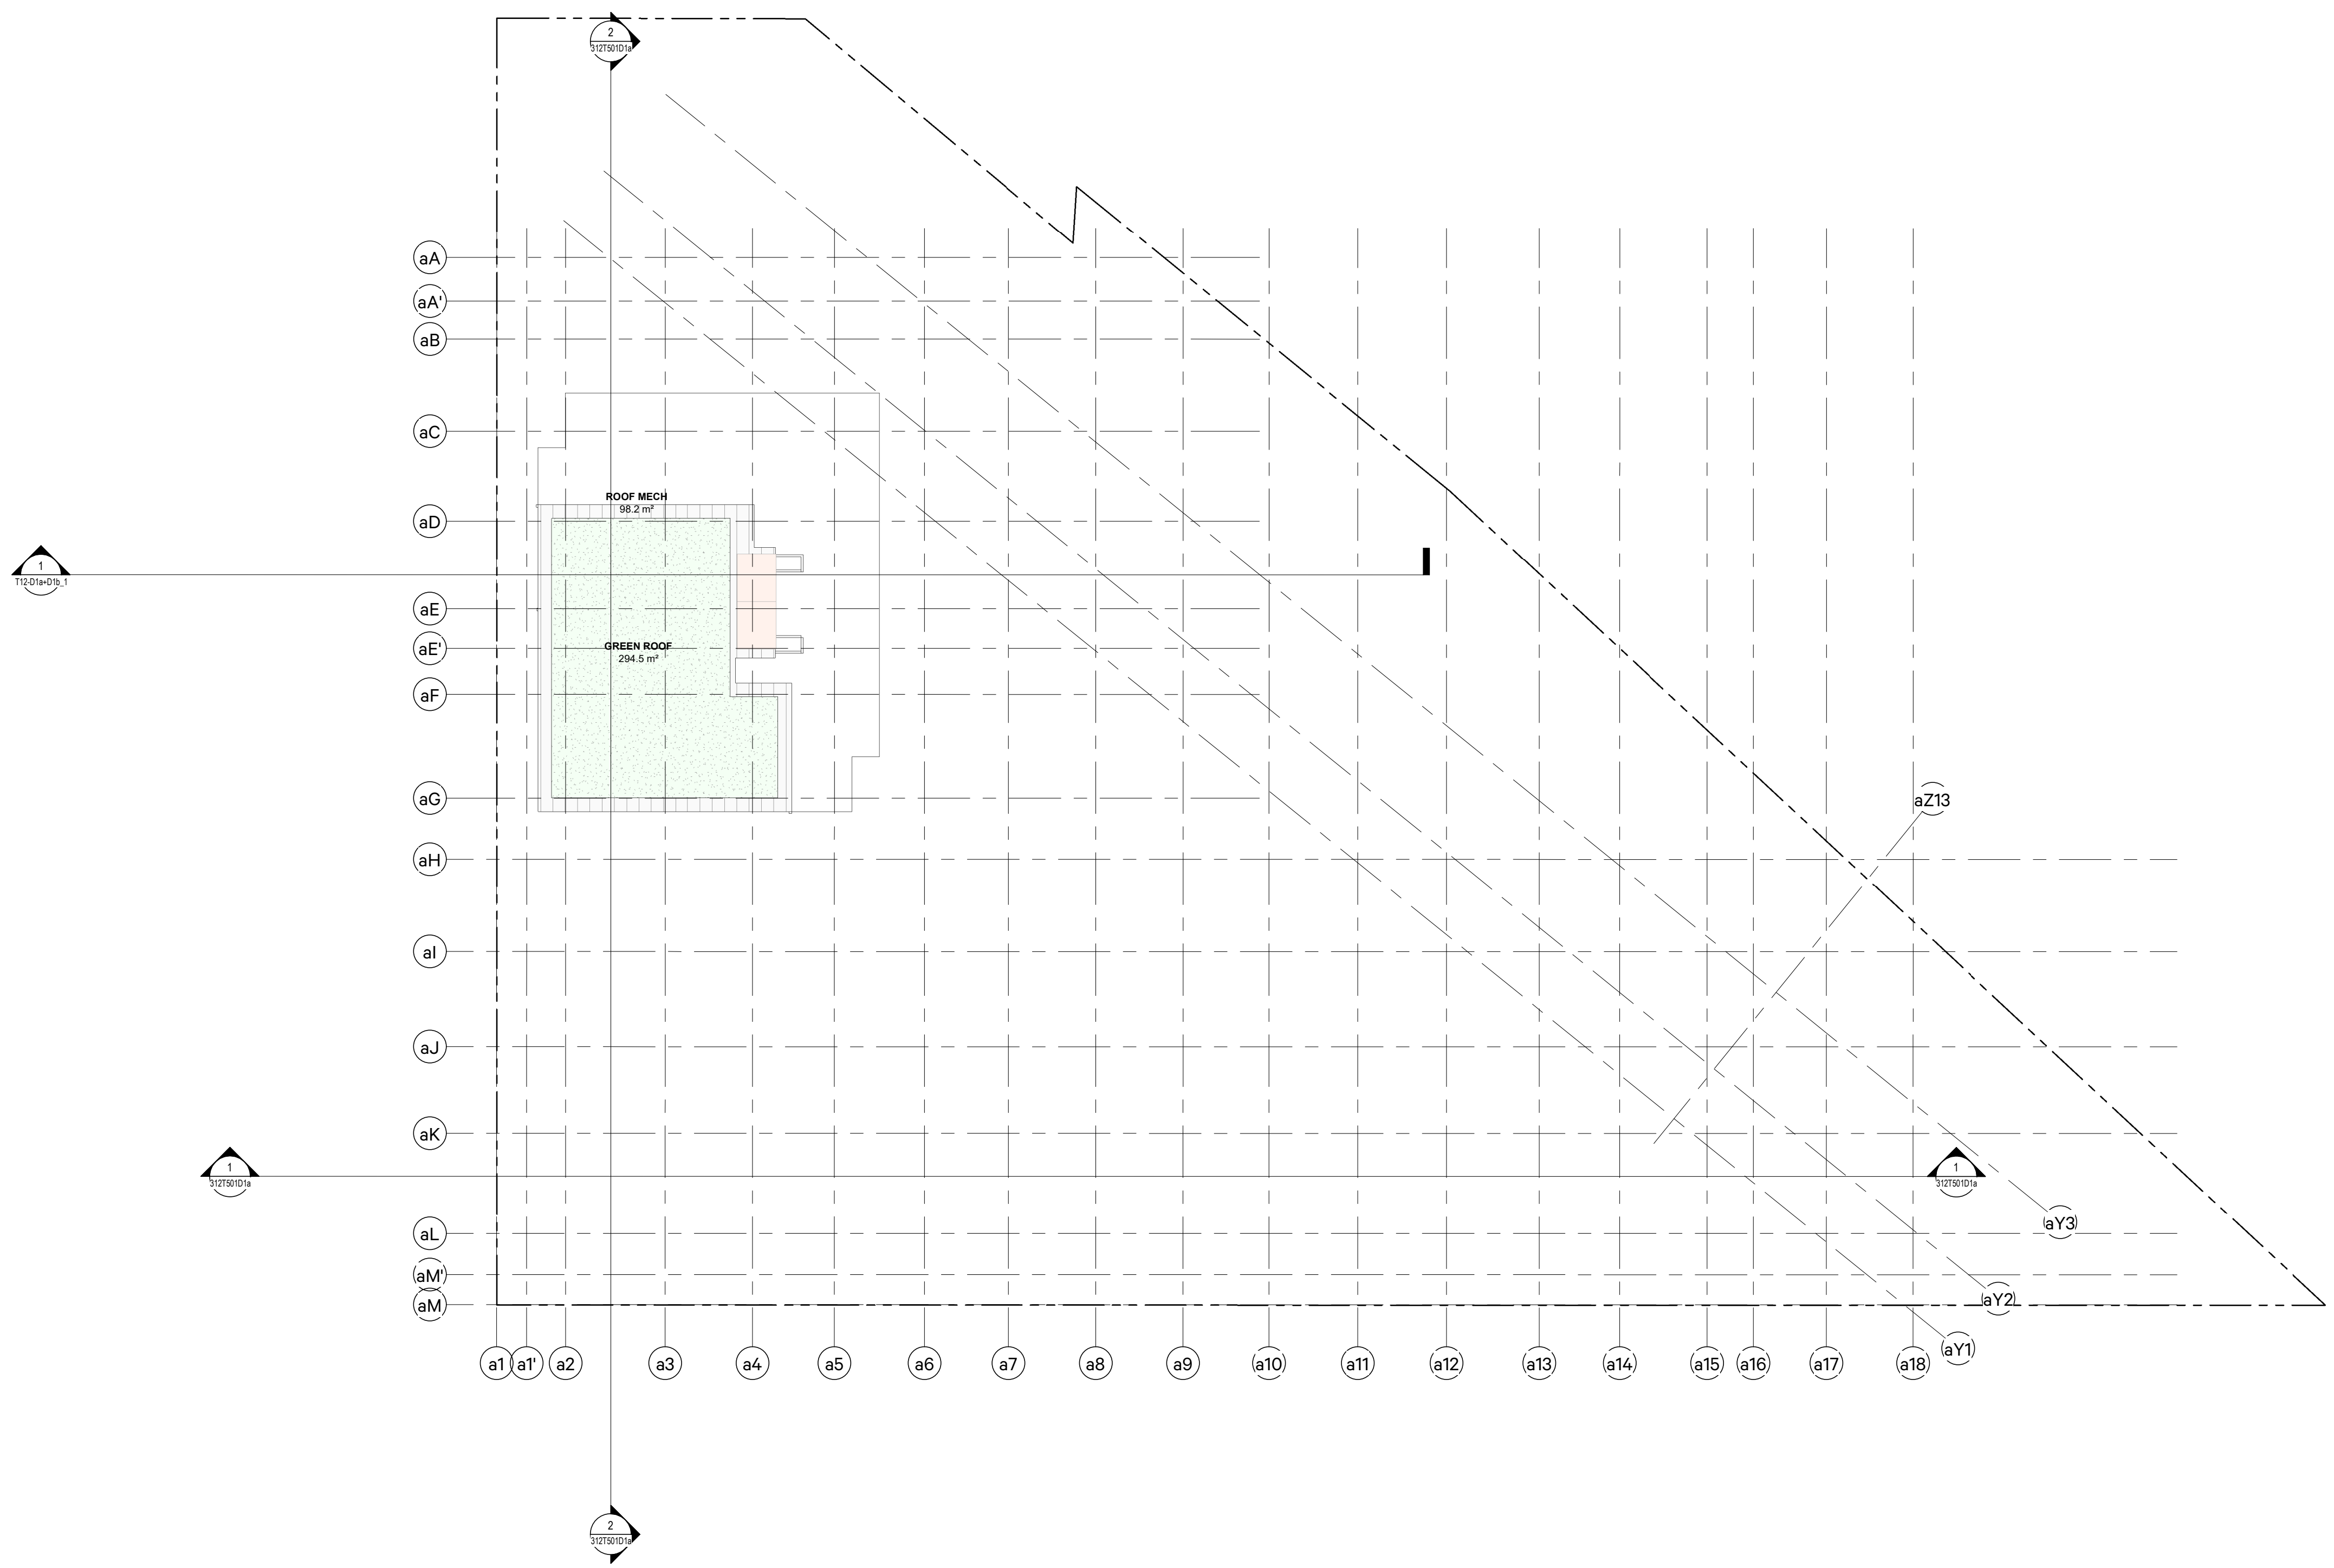 2
312T501D1a
aA
aA'
aB
aC
ROOF MECH
98.2 m²
aD
1
T12-D1a+D1b_1
aE
aE'
GREEN ROOF
294.5 m²
aF
aG
aZ13
aH
aI
aJ
aK
1
312T501D1a
1
312T501D1a
aL
aY3
aM'
aM
aY2
aY1
a1
a1'
a2
a3
a4
a5
a6
a7
a8
a9
a10
a11
a12
a13
a14
a15
a16
a17
a18
2
312T501D1a